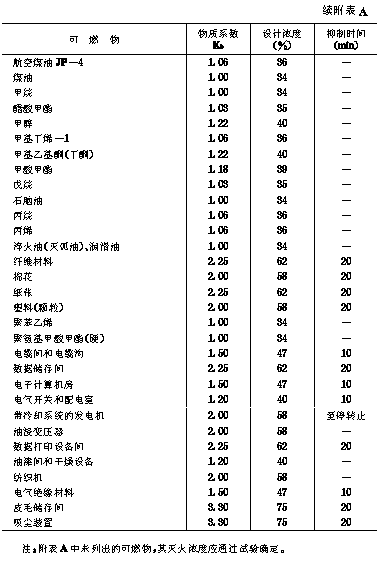 续附表A
可燃物 物质系数 Kb 设计浓度 (%) 抑制时间 (min)
航空煤油JP—4 1.06 36 —
煤油 1.00 34 —
甲烷 1.00 34 —
醋酸甲酯 1.03 35 —
甲醇 1.22 40 —
甲基丁烯—1 1.06 36 —
甲基乙基酮(丁酮) 1.22 40 —
甲酸甲酯 1.18 39 —
戊烷 1.03 35 —
石脑油 1.00 34 —
丙烷 1.06 36 —
丙烯 1.06 36 —
淬火油(灭弧油)、润滑油 1.00 34 —
纤维材料 2.25 62 20
棉花 2.00 58 20
纸张 2.25 62 20
塑料(颗粒) 2.00 58 20
聚苯乙烯 1.00 34 —
聚氨基甲酸甲酯(硬) 1.00 34 —
电缆间和电缆沟 1.50 47 10
数据储存间 2.25 62 20
电子计算机房 1.50 47 10
电气开关和配电室 1.20 40 10
带冷却系统的发电机 2.00 58 至停转止
油浸变压器 2.00 58 —
数据打印设备间 2.25 62 20
油漆间和干燥设备 1.20 40 —
纺织机 2.00 58 —
电气绝缘材料 1.50 47 10
皮毛储存间 3.30 75 20
吸尘装置 3.30 75 20
注:附表A中未列出的可燃物,其灭火浓度应通过试验确定。